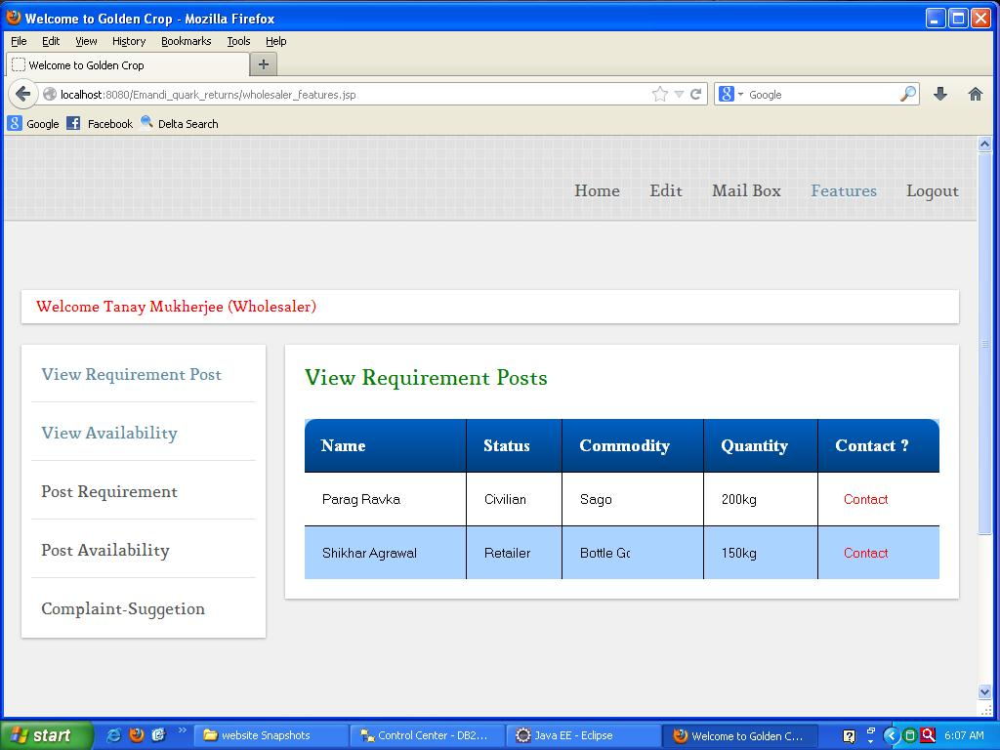 Welcome to Golden Crop - Mozilla Firefox
File Edit View History Bookmarks Tools Help
Welcome to Golden Crop
localhost:8080/Emandi_quark_returns/wholesaler_features.jsp Google
Google Facebook Delta Search
Home Edit Mail Box Features Logout
Welcome Tanay Mukherjee (Wholesaler)
View Requirement Post
View Availability
Post Requirement
Post Availability
Complaint-Suggetion
View Requirement Posts
Name Status Commodity Quantity Contact ?
Parag Ravka Civilian Sago 200kg Contact
Shikhar Agrawal Retailer Bottle Gc 150kg Contact
start website Snapshots Control Center - DB2... Java EE - Eclipse Welcome to Golden C... 6:07 AM